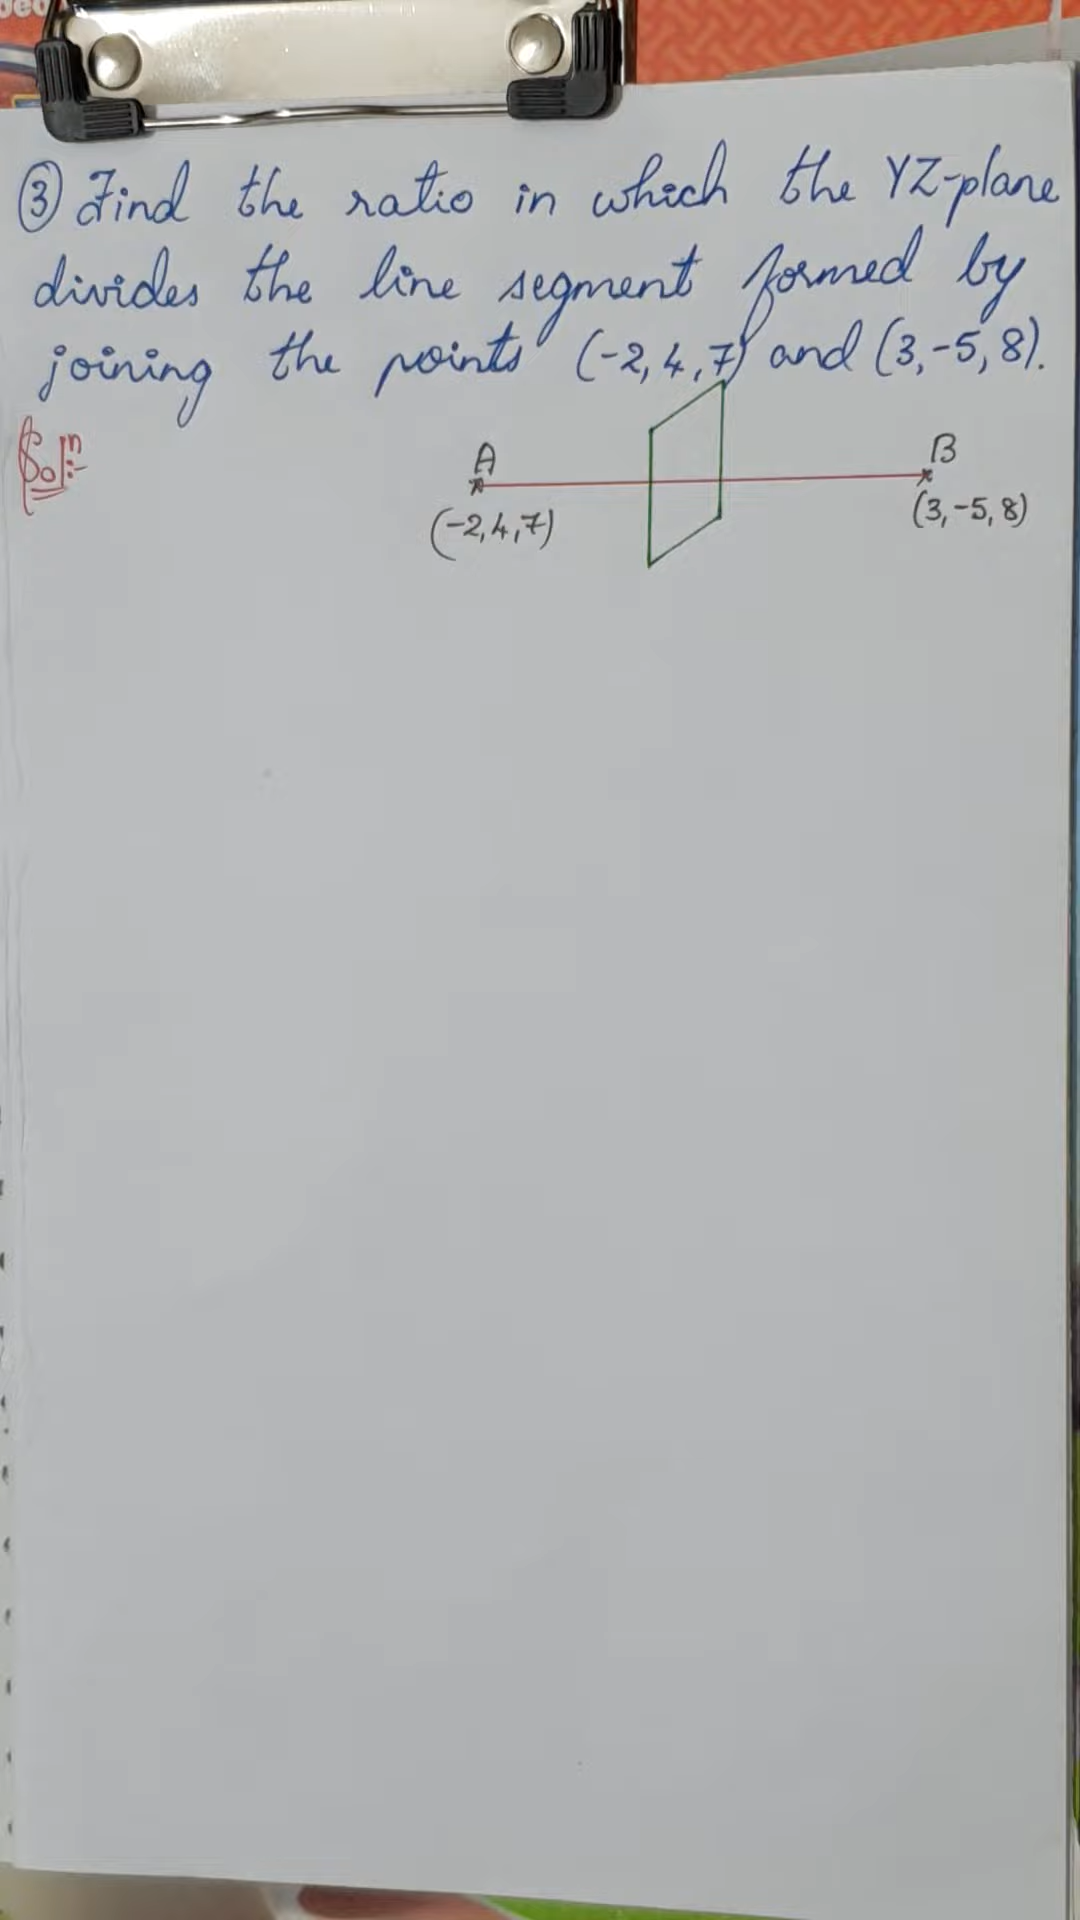 ③ Find the ratio in which the YZ-plane
divides the line segment formed by
joining the points (-2,4,7) and (3,-5,8).
Solⁿ:-
A
B
(-2,4,7)
(3,-5,8)